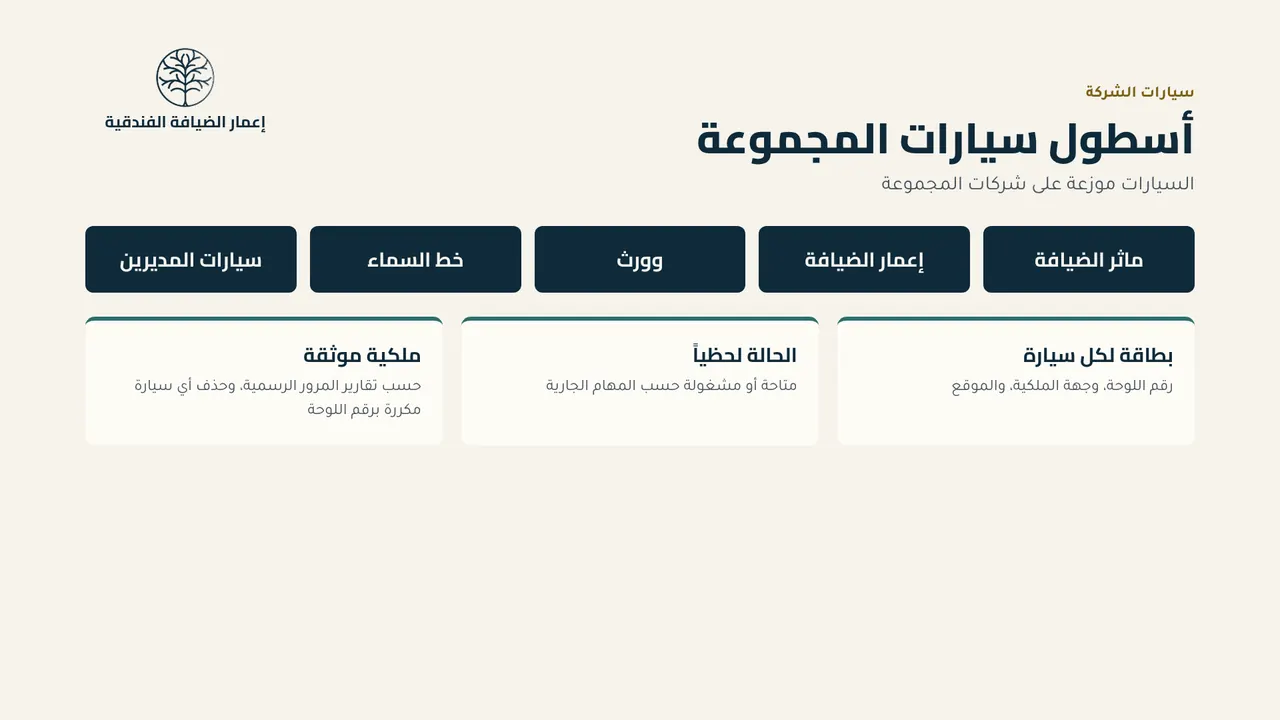 إعمار الضيافة الفندقية
سيارات الشركة
أسطول سيارات المجموعة
السيارات موزعة على شركات المجموعة
ماثر الضيافة
إعمار الضيافة
وورث
خط السماء
سيارات المديرين
بطاقة لكل سيارة
رقم اللوحة، وجهة الملكية، والموقع
الحالة لحظياً
متاحة أو مشغولة حسب المهام الجارية
ملكية موثقة
حسب تقارير المرور الرسمية، وحذف أي سيارة
مكررة برقم اللوحة